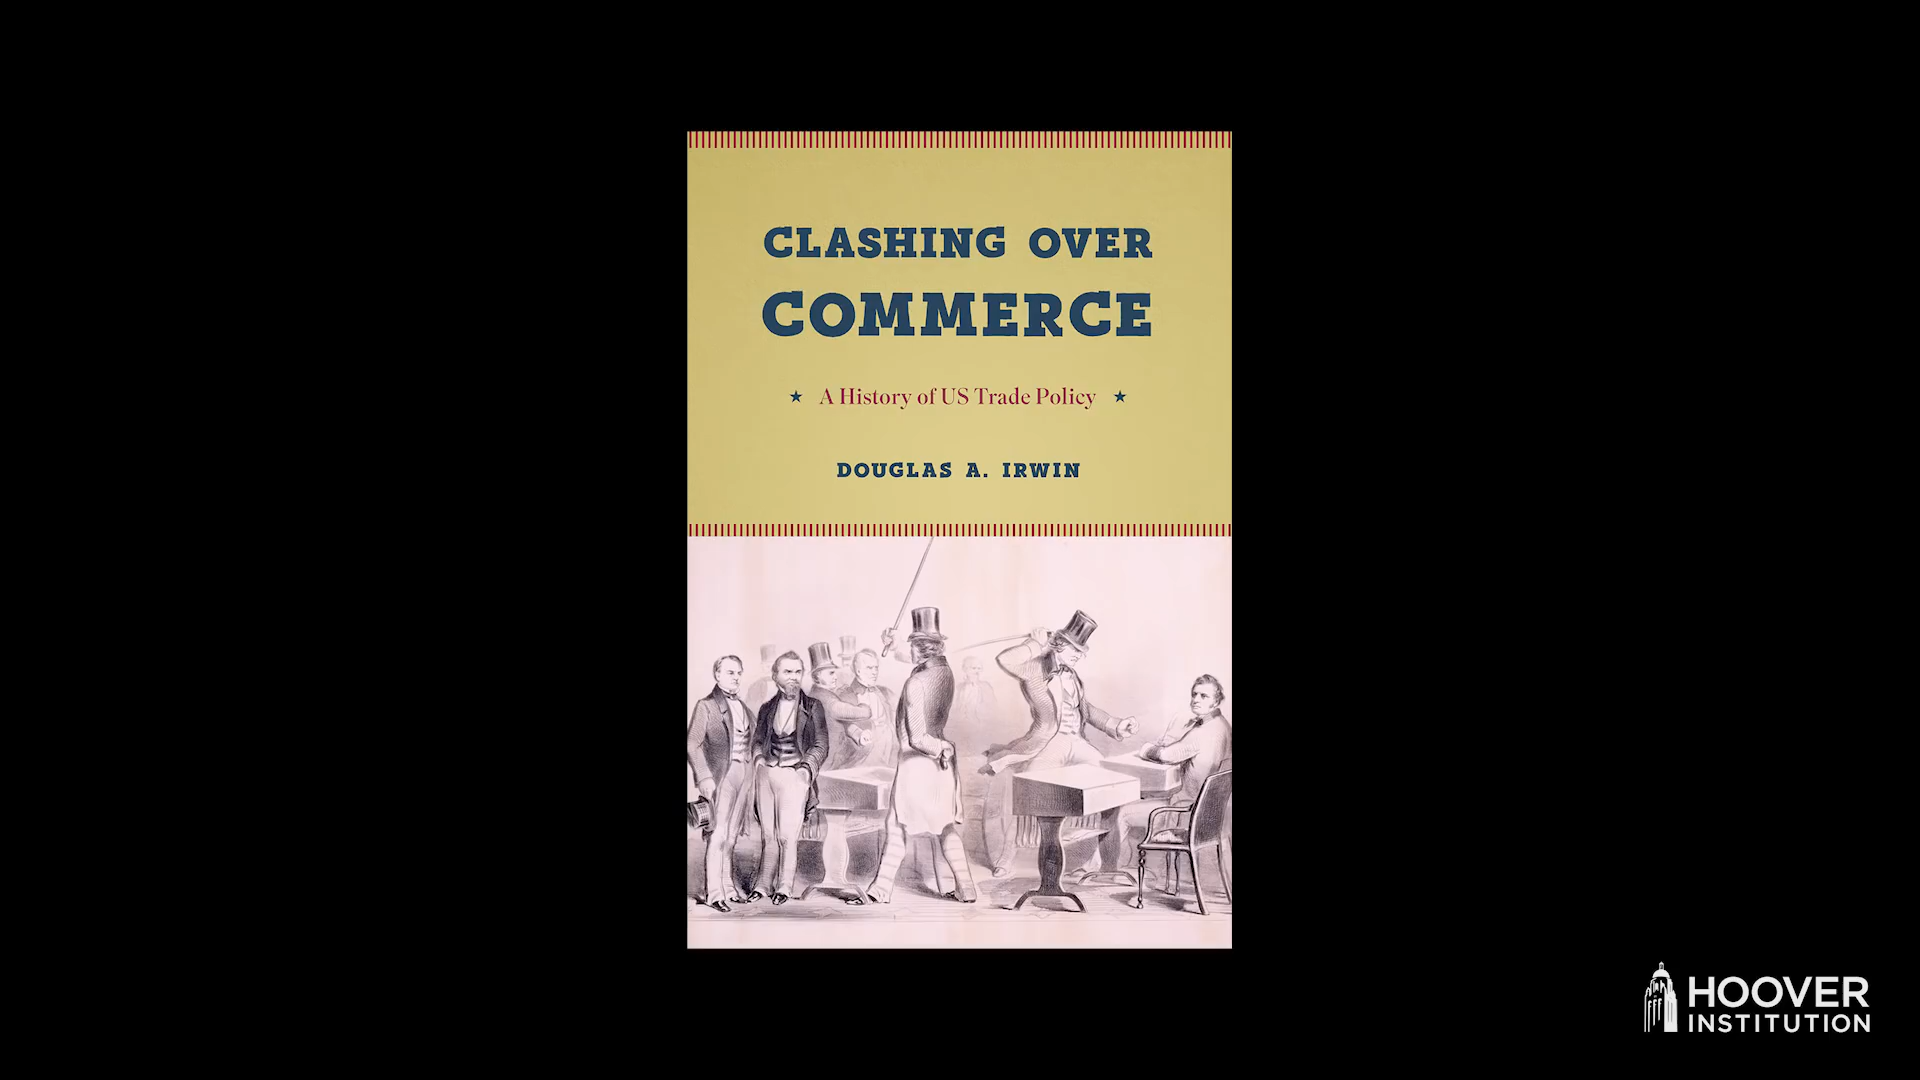 CLASHING OVER
COMMERCE
★ A History of US Trade Policy ★
DOUGLAS A. IRWIN
HOOVER
INSTITUTION